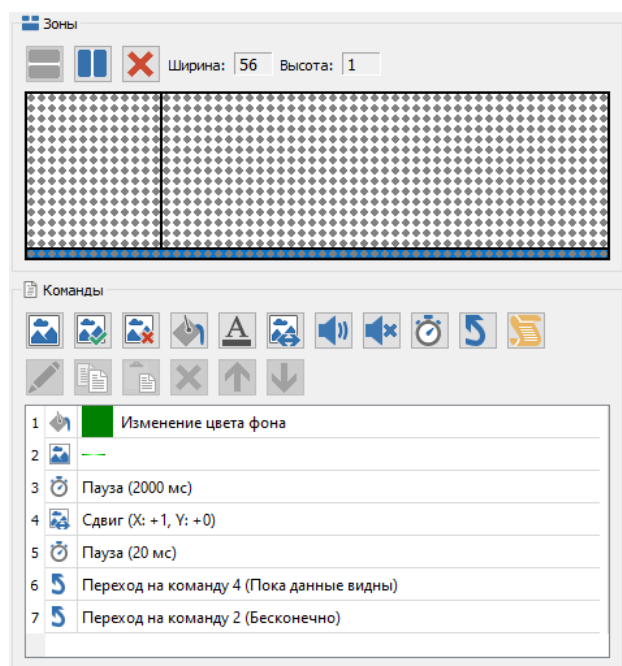 Зоны
Ширина: 56 Высота: 1
Команды
A
1 Изменение цвета фона
2
3 Пауза (2000 мс)
4 Сдвиг (X: +1, Y: +0)
5 Пауза (20 мс)
6 Переход на команду 4 (Пока данные видны)
7 Переход на команду 2 (Бесконечно)